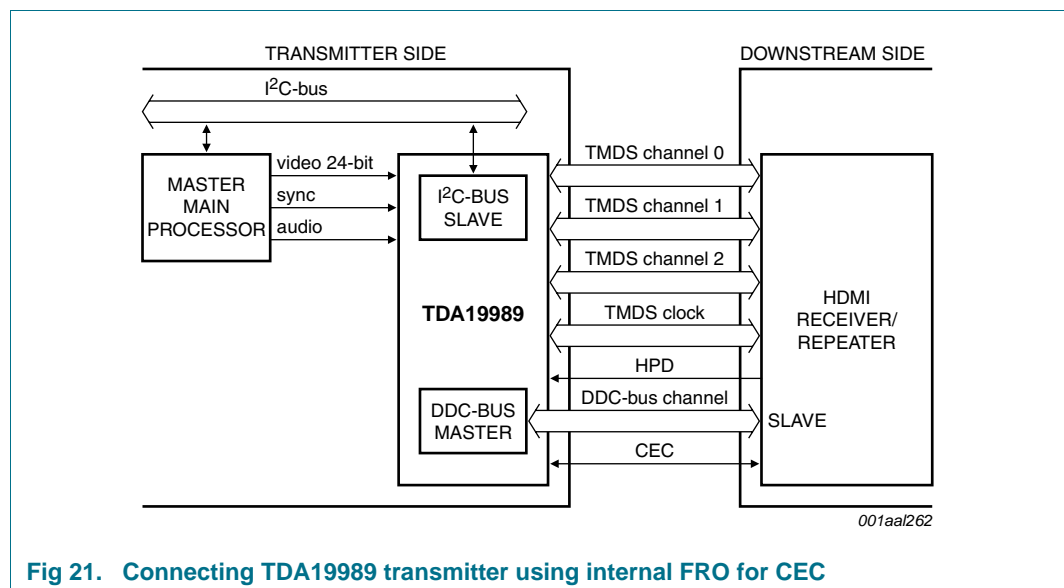 TRANSMITTER SIDE
DOWNSTREAM SIDE
I²C-bus
MASTER
MAIN
PROCESSOR
video 24-bit
sync
audio
I²C-BUS
SLAVE
TDA19989
DDC-BUS
MASTER
TMDS channel 0
TMDS channel 1
TMDS channel 2
TMDS clock
HPD
DDC-bus channel
CEC
HDMI
RECEIVER/
REPEATER
SLAVE
001aal262
Fig 21. Connecting TDA19989 transmitter using internal FRO for CEC